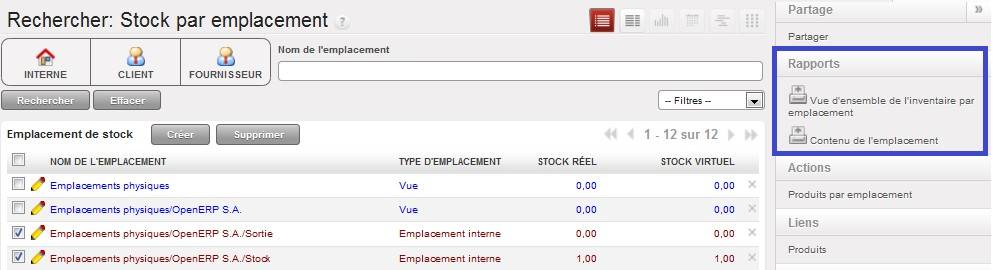 Rechercher: Stock par emplacement ?
INTERNE
CLIENT
FOURNISSEUR
Nom de l'emplacement
Rechercher
Effacer
-- Filtres --
Emplacement de stock
Créer
Supprimer
1 - 12 sur 12
NOM DE L'EMPLACEMENT TYPE D'EMPLACEMENT STOCK RÉEL STOCK VIRTUEL
Emplacements physiques Vue 0,00 0,00
Emplacements physiques/OpenERP S.A. Vue 0,00 0,00
Emplacements physiques/OpenERP S.A./Sortie Emplacement interne 0,00 0,00
Emplacements physiques/OpenERP S.A./Stock Emplacement interne 1,00 1,00
Partage »
Partager
Rapports
Vue d'ensemble de l'inventaire par
emplacement
Contenu de l'emplacement
Actions
Produits par emplacement
Liens
Produits